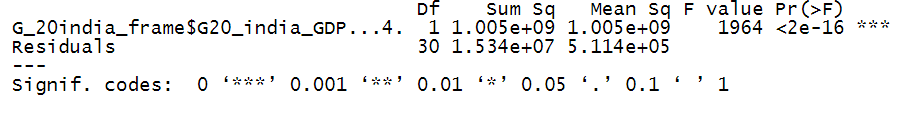 Df Sum Sq Mean Sq F value Pr(>F)
G_20india_frame$G20_india_GDP...4. 1 1.005e+09 1.005e+09 1964 <2e-16 ***
Residuals 30 1.534e+07 5.114e+05
---
Signif. codes: 0 ‘***’ 0.001 ‘**’ 0.01 ‘*’ 0.05 ‘.’ 0.1 ‘ ’ 1